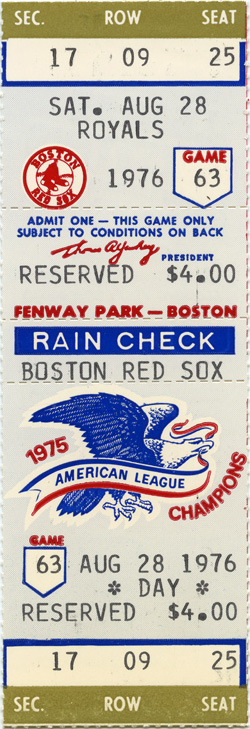 SEC. ROW SEAT
17 09 25
SAT. AUG 28
ROYALS
BOSTON
RED SOX
1976
GAME
63
ADMIT ONE — THIS GAME ONLY
SUBJECT TO CONDITIONS ON BACK
PRESIDENT
RESERVED $4.00
FENWAY PARK — BOSTON
RAIN CHECK
BOSTON RED SOX
1975
AMERICAN LEAGUE
CHAMPIONS
GAME
63
AUG 28 1976
* DAY *
RESERVED $4.00
17 09 25
SEC. ROW SEAT